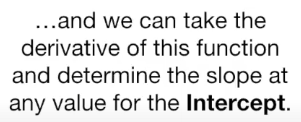 ...and we can take the
derivative of this function
and determine the slope at
any value for the Intercept.